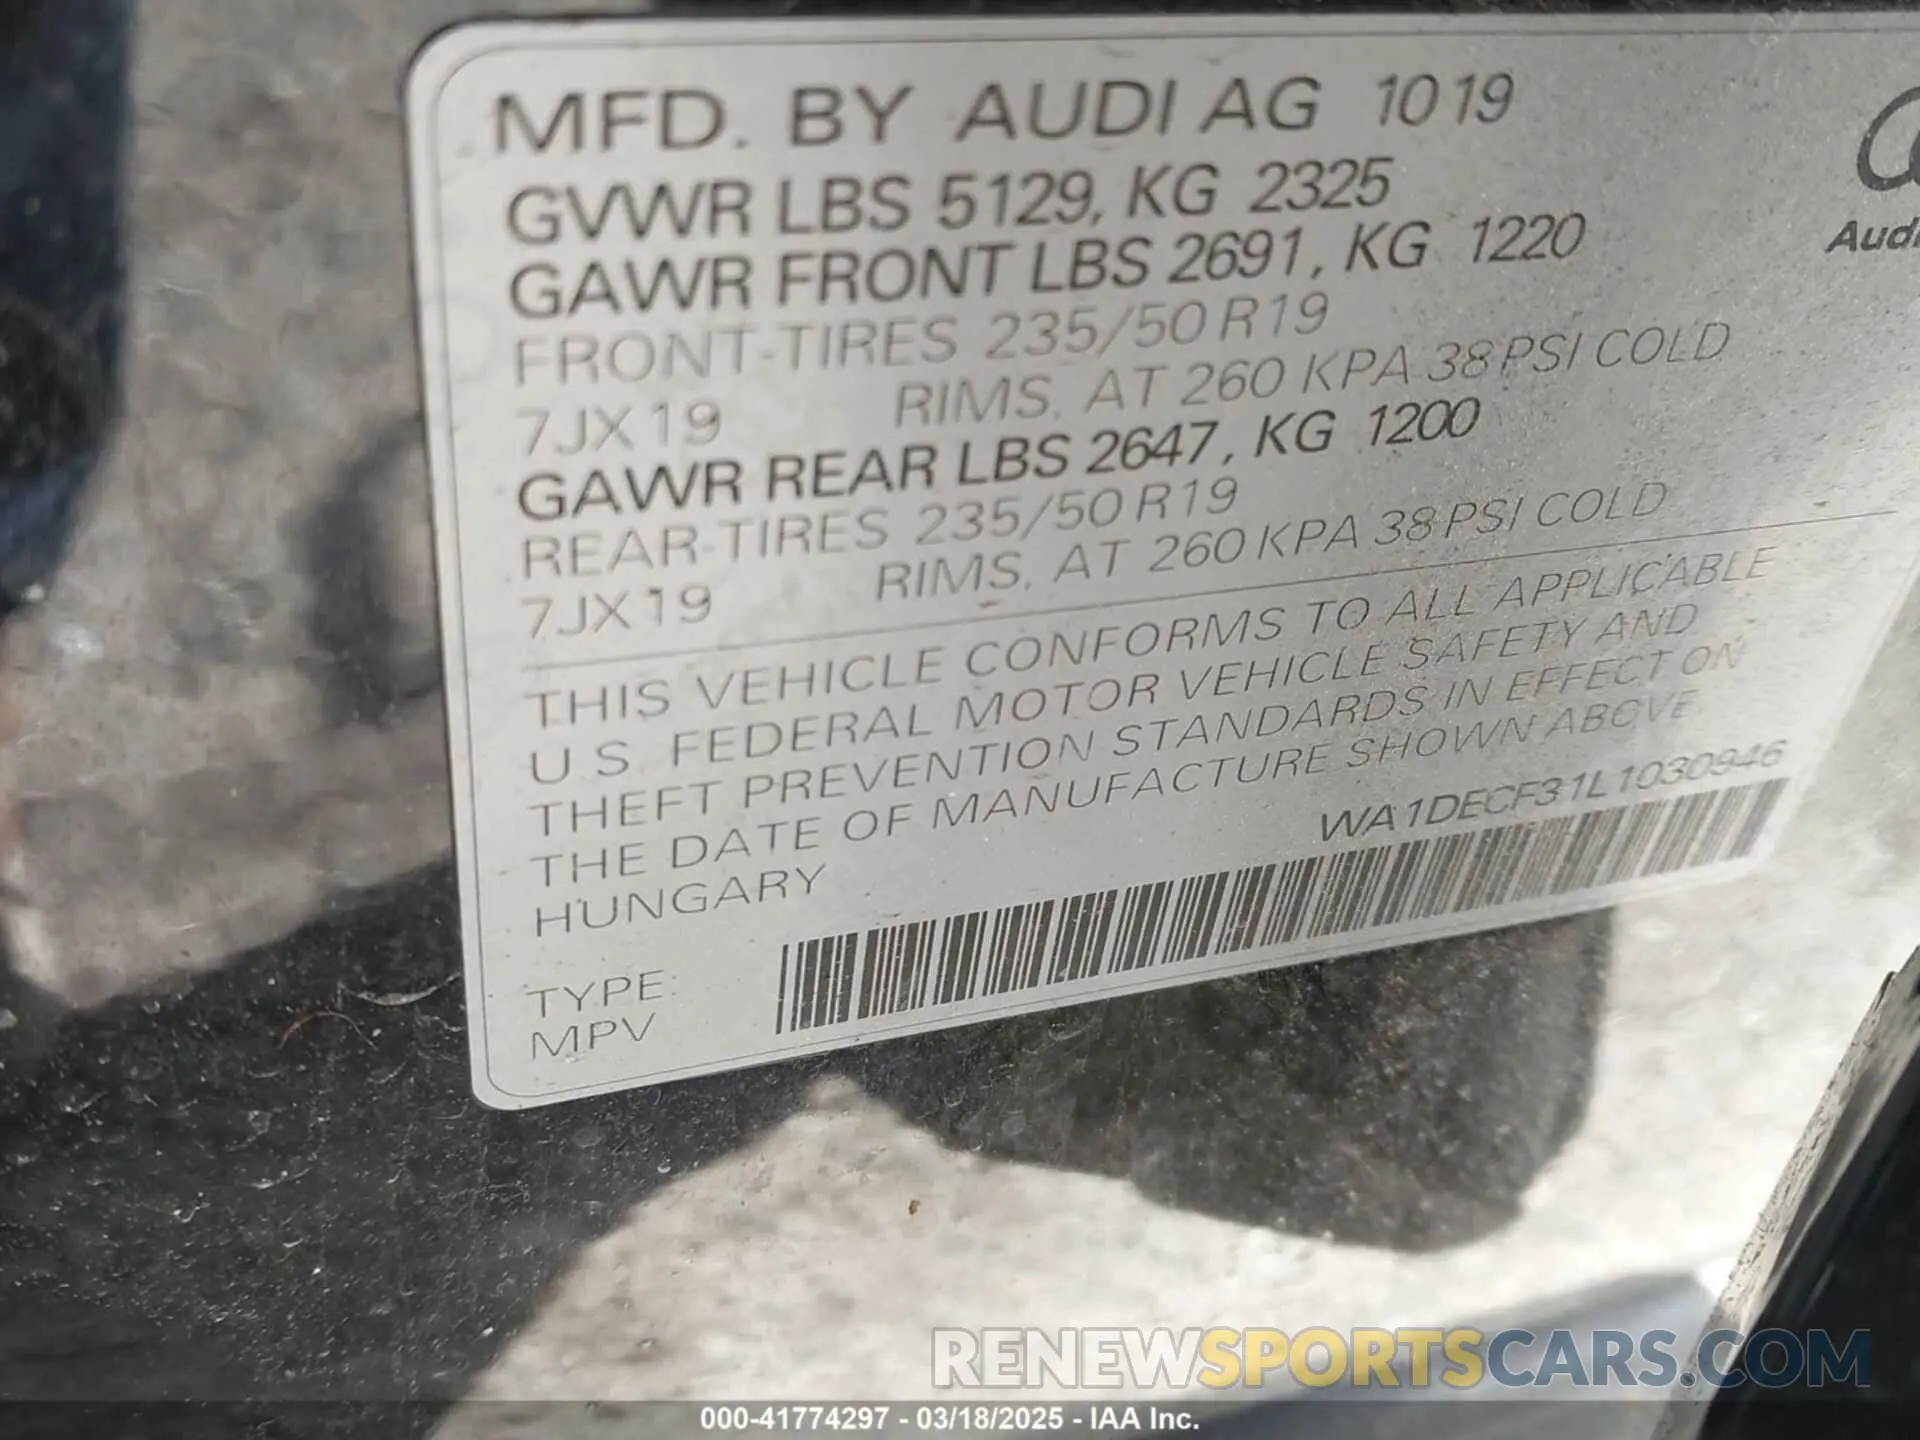 MFD. BY AUDI AG 10 19
GVWR LBS 5129, KG 2325
GAWR FRONT LBS 2691, KG 1220
FRONT-TIRES 235/50 R19
7JX19 RIMS. AT 260 KPA 38 PSI COLD
GAWR REAR LBS 2647, KG 1200
REAR-TIRES 235/50 R19
7JX19 RIMS. AT 260 KPA 38 PSI COLD
THIS VEHICLE CONFORMS TO ALL APPLICABLE
U.S. FEDERAL MOTOR VEHICLE SAFETY AND
THEFT PREVENTION STANDARDS IN EFFECT ON
THE DATE OF MANUFACTURE SHOWN ABOVE
HUNGARY
WA1DECF31L1030946
TYPE:
MPV
Audi
RENEWSPORTSCARS.COM
000-41774297 - 03/18/2025 - IAA Inc.